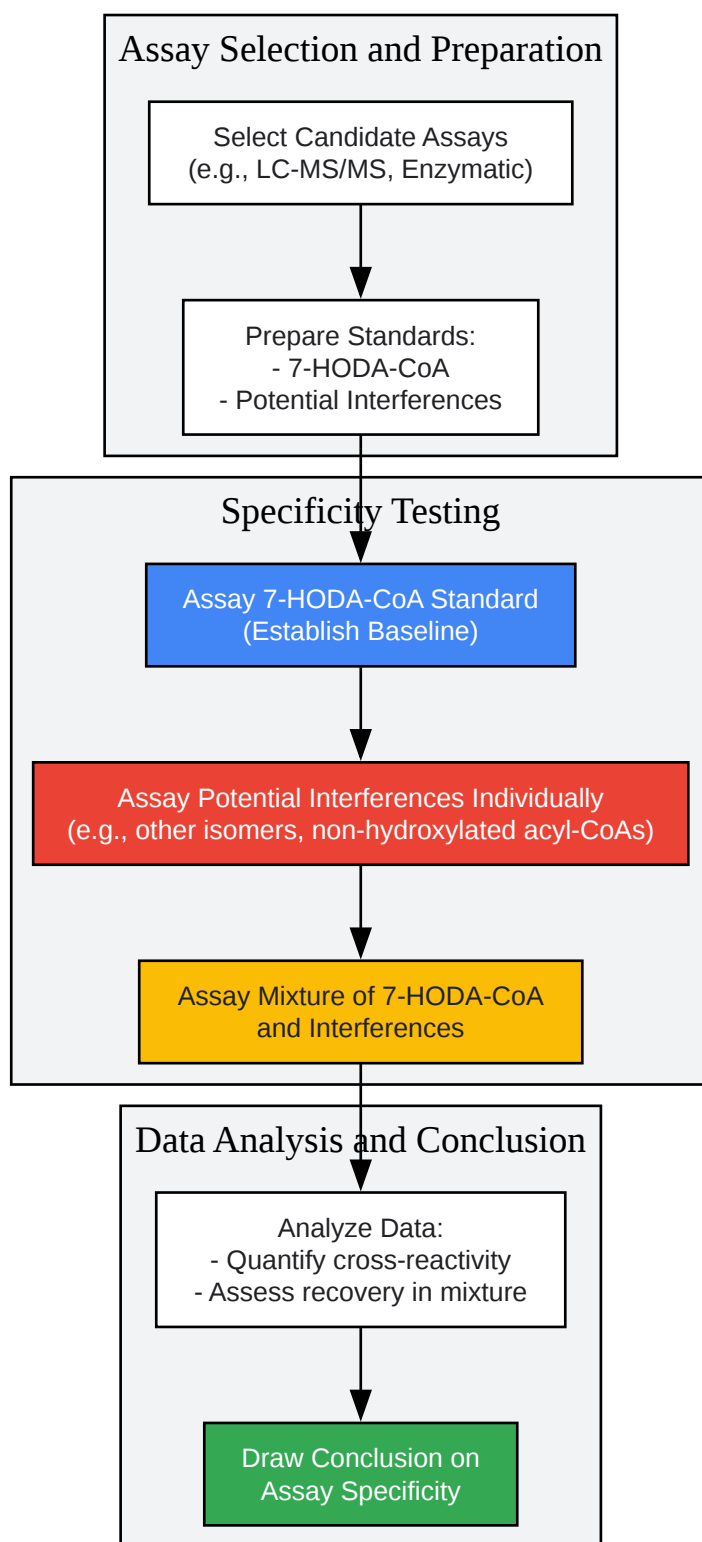 Assay Selection and Preparation
Select Candidate Assays
(e.g., LC-MS/MS, Enzymatic)
Prepare Standards:
- 7-HODA-CoA
- Potential Interferences
Specificity Testing
Assay 7-HODA-CoA Standard
(Establish Baseline)
Assay Potential Interferences Individually
(e.g., other isomers, non-hydroxylated acyl-CoAs)
Assay Mixture of 7-HODA-CoA
and Interferences
Data Analysis and Conclusion
Analyze Data:
- Quantify cross-reactivity
- Assess recovery in mixture
Draw Conclusion on
Assay Specificity